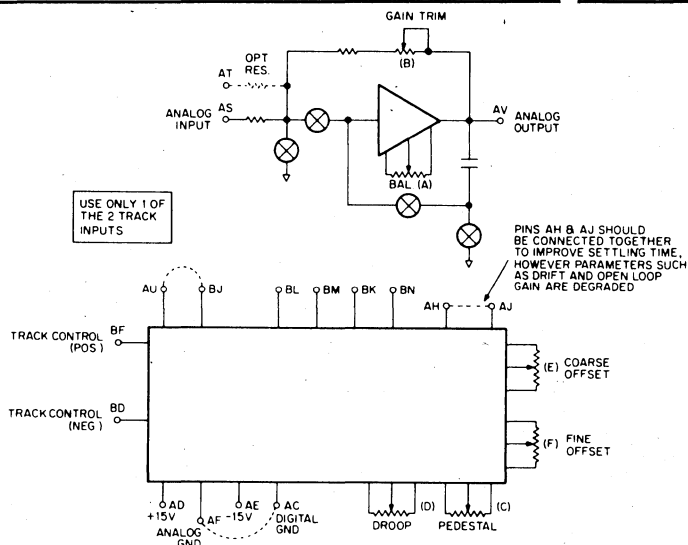 GAIN TRIM
(B)
OPT
RES.
AT
ANALOG
INPUT
AS
AV
ANALOG
OUTPUT
BAL. (A)
USE ONLY 1 OF
THE 2 TRACK
INPUTS
PINS AH & AJ SHOULD
BE CONNECTED TOGETHER
TO IMPROVE SETTLING TIME,
HOWEVER PARAMETERS SUCH
AS DRIFT AND OPEN LOOP
GAIN ARE DEGRADED
AU BJ BL BM BK BN AH AJ
TRACK CONTROL
(POS)
BF
(E) COARSE
OFFSET
TRACK CONTROL
(NEG)
BD
(F) FINE
OFFSET
AD
+15V
AF
ANALOG
GND
AE
-15V
AC
DIGITAL
GND
(D)
DROOP
(C)
PEDESTAL